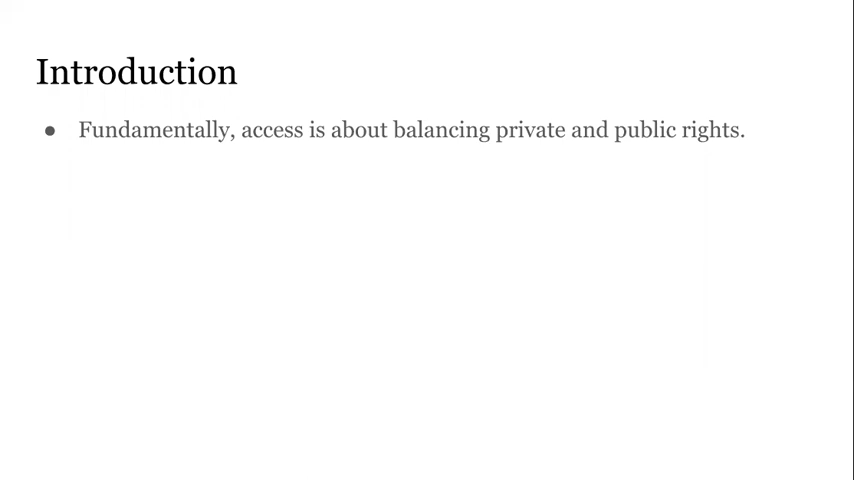 Introduction
● Fundamentally, access is about balancing private and public rights.